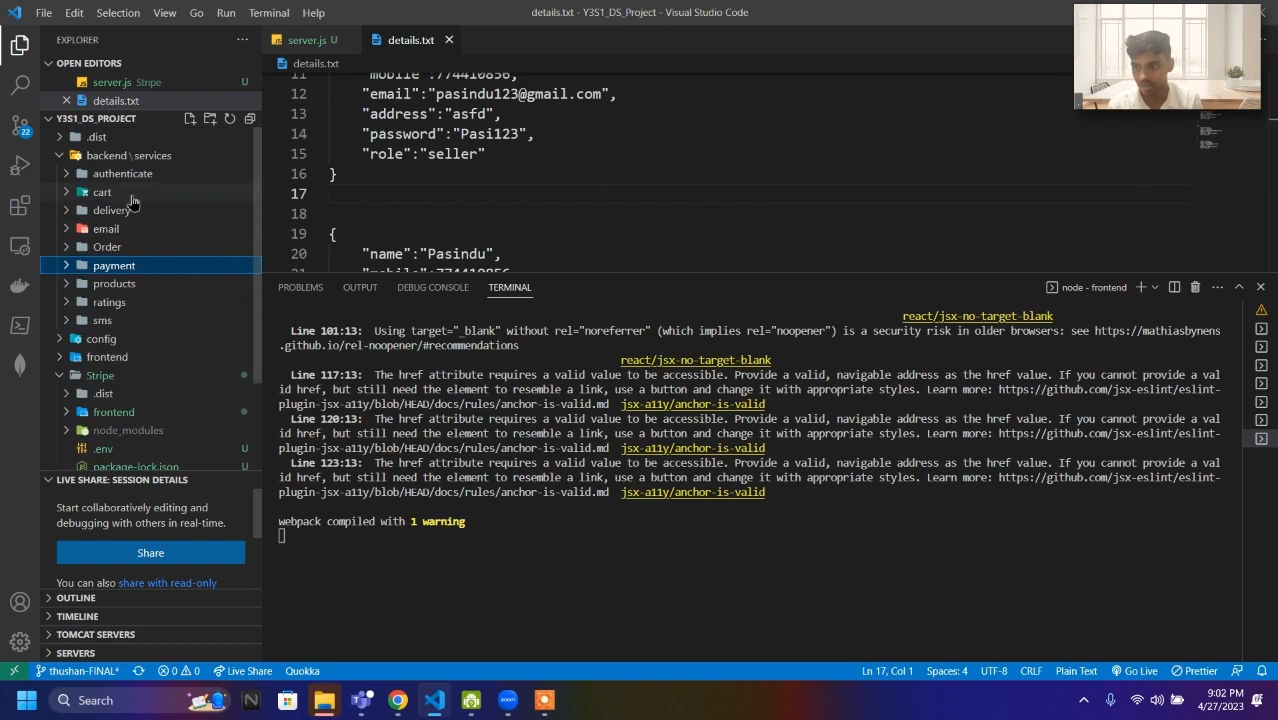 File Edit Selection View Go Run Terminal Help
details.txt - Y3S1_DS_Project - Visual Studio Code
EXPLORER
server.js U
details.txt
OPEN EDITORS
server.js Stripe U
details.txt
Y3S1_DS_PROJECT
.dist
backend \ services
authenticate
cart
delivery
email
Order
payment
products
ratings
sms
config
frontend
Stripe
.dist
frontend
node_modules
.env U
package-lock.json
LIVE SHARE: SESSION DETAILS
Start collaboratively editing and
debugging with others in real-time.
Share
You can also share with read-only
OUTLINE
TIMELINE
TOMCAT SERVERS
SERVERS
22
details.txt
11 "mobile":774410856,
12 "email":"pasindu123@gmail.com",
13 "address":"asfd",
14 "password":"Pasi123",
15 "role":"seller"
16 }
17
18
19 {
20 "name":"Pasindu",
21 "mobile":774410856,
PROBLEMS OUTPUT DEBUG CONSOLE TERMINAL
node - frontend
react/jsx-no-target-blank
Line 101:13: Using target="_blank" without rel="noreferrer" (which implies rel="noopener") is a security risk in older browsers: see https://mathiasbynens
.github.io/rel-noopener/#recommendations
react/jsx-no-target-blank
Line 117:13: The href attribute requires a valid value to be accessible. Provide a valid, navigable address as the href value. If you cannot provide a val
id href, but still need the element to resemble a link, use a button and change it with appropriate styles. Learn more: https://github.com/jsx-eslint/eslint-
plugin-jsx-a11y/blob/HEAD/docs/rules/anchor-is-valid.md jsx-a11y/anchor-is-valid
Line 120:13: The href attribute requires a valid value to be accessible. Provide a valid, navigable address as the href value. If you cannot provide a val
id href, but still need the element to resemble a link, use a button and change it with appropriate styles. Learn more: https://github.com/jsx-eslint/eslint-
plugin-jsx-a11y/blob/HEAD/docs/rules/anchor-is-valid.md jsx-a11y/anchor-is-valid
Line 123:13: The href attribute requires a valid value to be accessible. Provide a valid, navigable address as the href value. If you cannot provide a val
id href, but still need the element to resemble a link, use a button and change it with appropriate styles. Learn more: https://github.com/jsx-eslint/eslint-
plugin-jsx-a11y/blob/HEAD/docs/rules/anchor-is-valid.md jsx-a11y/anchor-is-valid
webpack compiled with 1 warning
thushan-FINAL* 0 0 Live Share Quokka
Ln 17, Col 1 Spaces: 4 UTF-8 CRLF Plain Text Go Live Prettier
Search
zoom
9:02 PM
4/27/2023